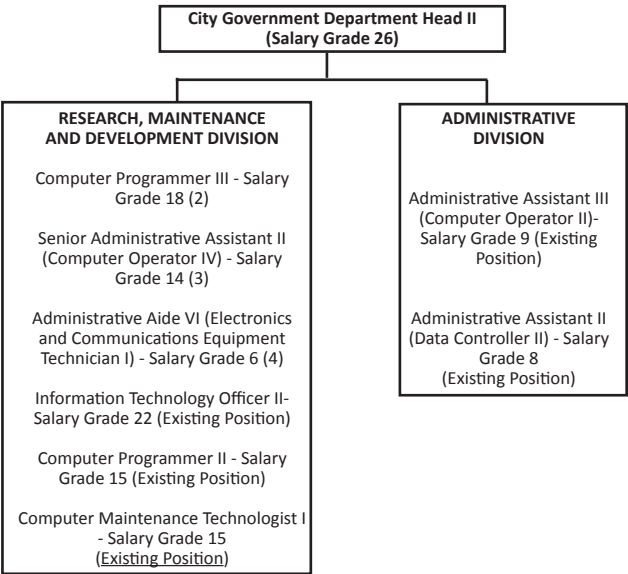 City Government Department Head II
(Salary Grade 26)
RESEARCH, MAINTENANCE
AND DEVELOPMENT DIVISION
Computer Programmer III - Salary
Grade 18 (2)
Senior Administrative Assistant II
(Computer Operator IV) - Salary
Grade 14 (3)
Administrative Aide VI (Electronics
and Communications Equipment
Technician I) - Salary Grade 6 (4)
Information Technology Officer II-
Salary Grade 22 (Existing Position)
Computer Programmer II - Salary
Grade 15 (Existing Position)
Computer Maintenance Technologist I
- Salary Grade 15
(Existing Position)
ADMINISTRATIVE
DIVISION
Administrative Assistant III
(Computer Operator II)-
Salary Grade 9 (Existing
Position)
Administrative Assistant II
(Data Controller II) - Salary
Grade 8
(Existing Position)